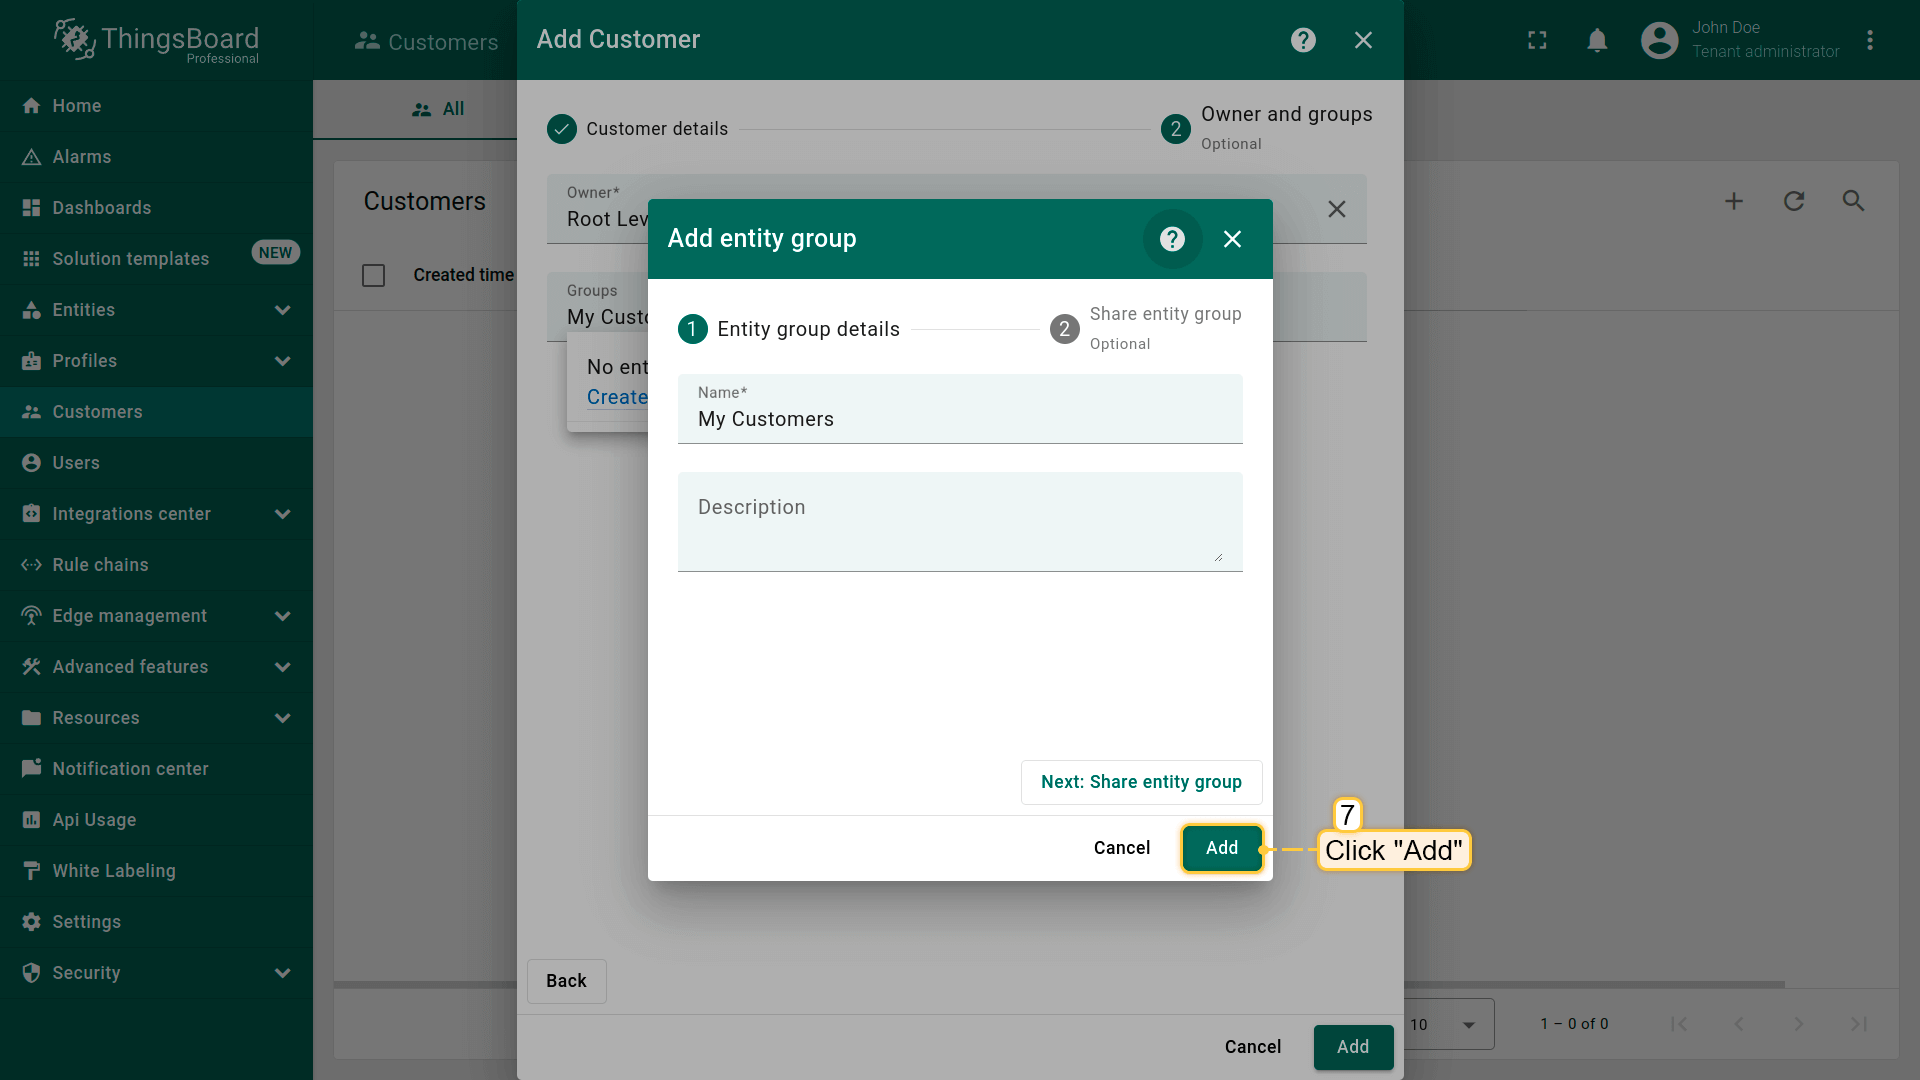 ThingsBoard
Professional
Customers
Add Customer
John Doe
Tenant administrator
Home
Alarms
Dashboards
Solution templates
NEW
Entities
Profiles
Customers
Users
Integrations center
Rule chains
Edge management
Advanced features
Resources
Notification center
Api Usage
White Labeling
Settings
Security
All
Customers
Created time
Customer details
2
Owner and groups
Optional
Owner*
Root Lev
Groups
My Custo
No ent
Create
Add entity group
1
Entity group details
2
Share entity group
Optional
Name*
My Customers
Description
Next: Share entity group
Cancel
Add
7
Click "Add"
Back
Cancel
Add
10
1 – 0 of 0